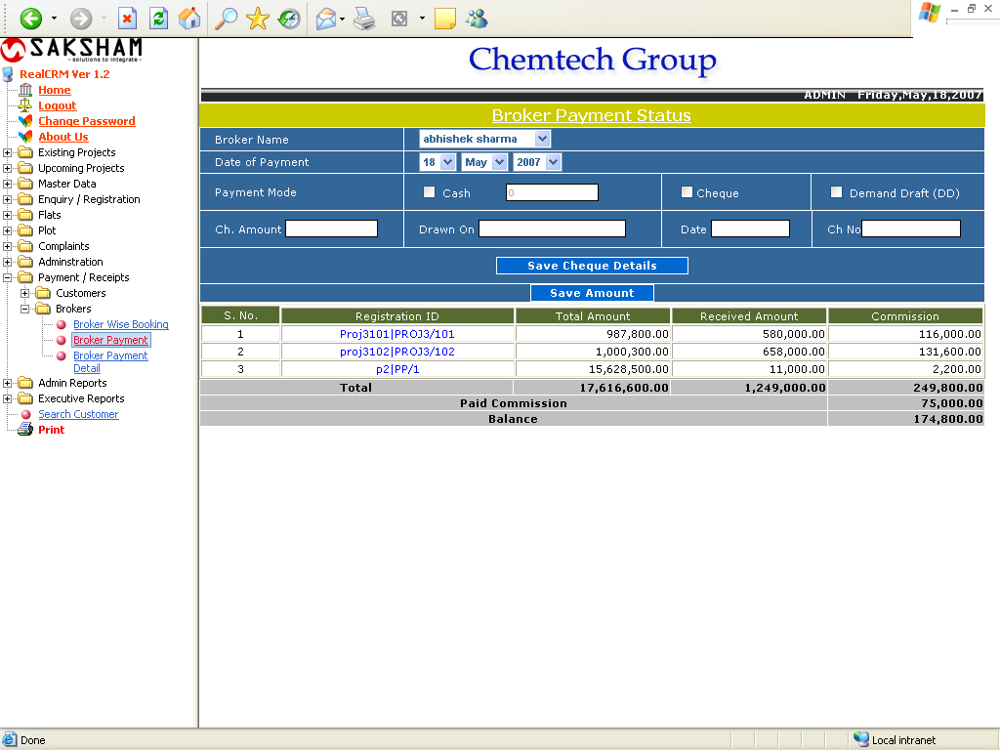 SAKSHAM
- solutions to integrate -
RealCRM Ver 1.2
Home
Logout
Change Password
About Us
Existing Projects
Upcoming Projects
Master Data
Enquiry / Registration
Flats
Plot
Complaints
Adminstration
Payment / Receipts
Customers
Brokers
Broker Wise Booking
Broker Payment
Broker Payment
Detail
Admin Reports
Executive Reports
Search Customer
Print
Chemtech Group
ADMIN Friday,May,18,2007
Broker Payment Status
Broker Name abhishek sharma
Date of Payment 18 May 2007
Payment Mode Cash 0 Cheque Demand Draft (DD)
Ch. Amount Drawn On Date Ch No
Save Cheque Details
Save Amount
S. No. Registration ID Total Amount Received Amount Commission
1 Proj3101|PROJ3/101 987,800.00 580,000.00 116,000.00
2 proj3102|PROJ3/102 1,000,300.00 658,000.00 131,600.00
3 p2|PP/1 15,628,500.00 11,000.00 2,200.00
Total 17,616,600.00 1,249,000.00 249,800.00
Paid Commission 75,000.00
Balance 174,800.00
Done Local intranet